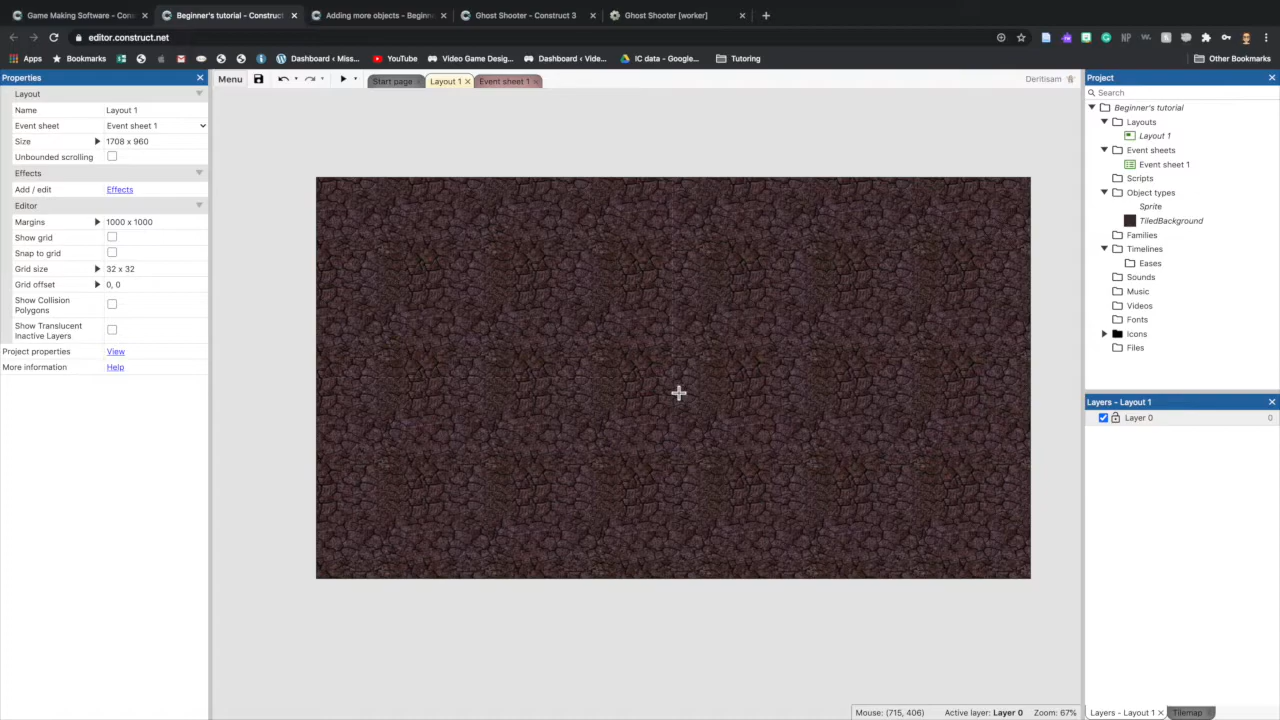 Game Making Software - Cons
Beginner's tutorial - Construct
Adding more objects - Beginn
Ghost Shooter - Construct 3
Ghost Shooter [worker]
editor.construct.net
Apps
Bookmarks
Dashboard ‹ Miss...
YouTube
Video Game Desig...
Dashboard ‹ Vide...
IC data - Google...
Tutoring
Other Bookmarks
Properties
Menu
Start page
Layout 1
Event sheet 1
Deritisam
Project
Layout
Name Layout 1
Event sheet Event sheet 1
Size 1708 x 960
Unbounded scrolling
Effects
Add / edit Effects
Editor
Margins 1000 x 1000
Show grid
Snap to grid
Grid size 32 x 32
Grid offset 0, 0
Show Collision
Polygons
Show Translucent
Inactive Layers
Project properties View
More information Help
Search
Beginner's tutorial
Layouts
Layout 1
Event sheets
Event sheet 1
Scripts
Object types
Sprite
TiledBackground
Families
Timelines
Eases
Sounds
Music
Videos
Fonts
Icons
Files
Layers - Layout 1
Layer 0 0
Mouse: (715, 406) Active layer: Layer 0 Zoom: 67%
Layers - Layout 1
Tilemap